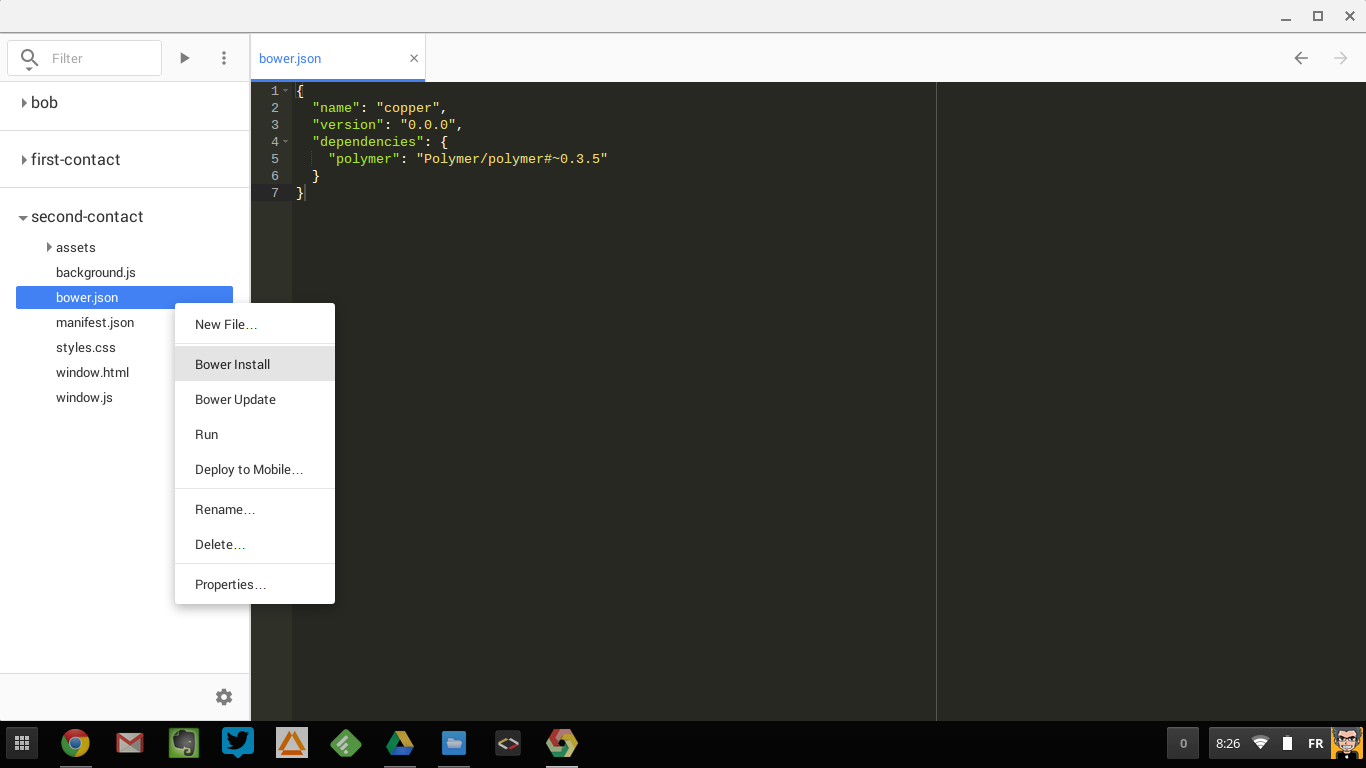 Filter
bower.json
bob
first-contact
second-contact
assets
background.js
bower.json
manifest.json
styles.css
window.html
window.js
New File...
Bower Install
Bower Update
Run
Deploy to Mobile...
Rename...
Delete...
Properties...
1 {
2   "name": "copper",
3   "version": "0.0.0",
4   "dependencies": {
5     "polymer": "Polymer/polymer#~0.3.5"
6   }
7 }
0
8:26
FR